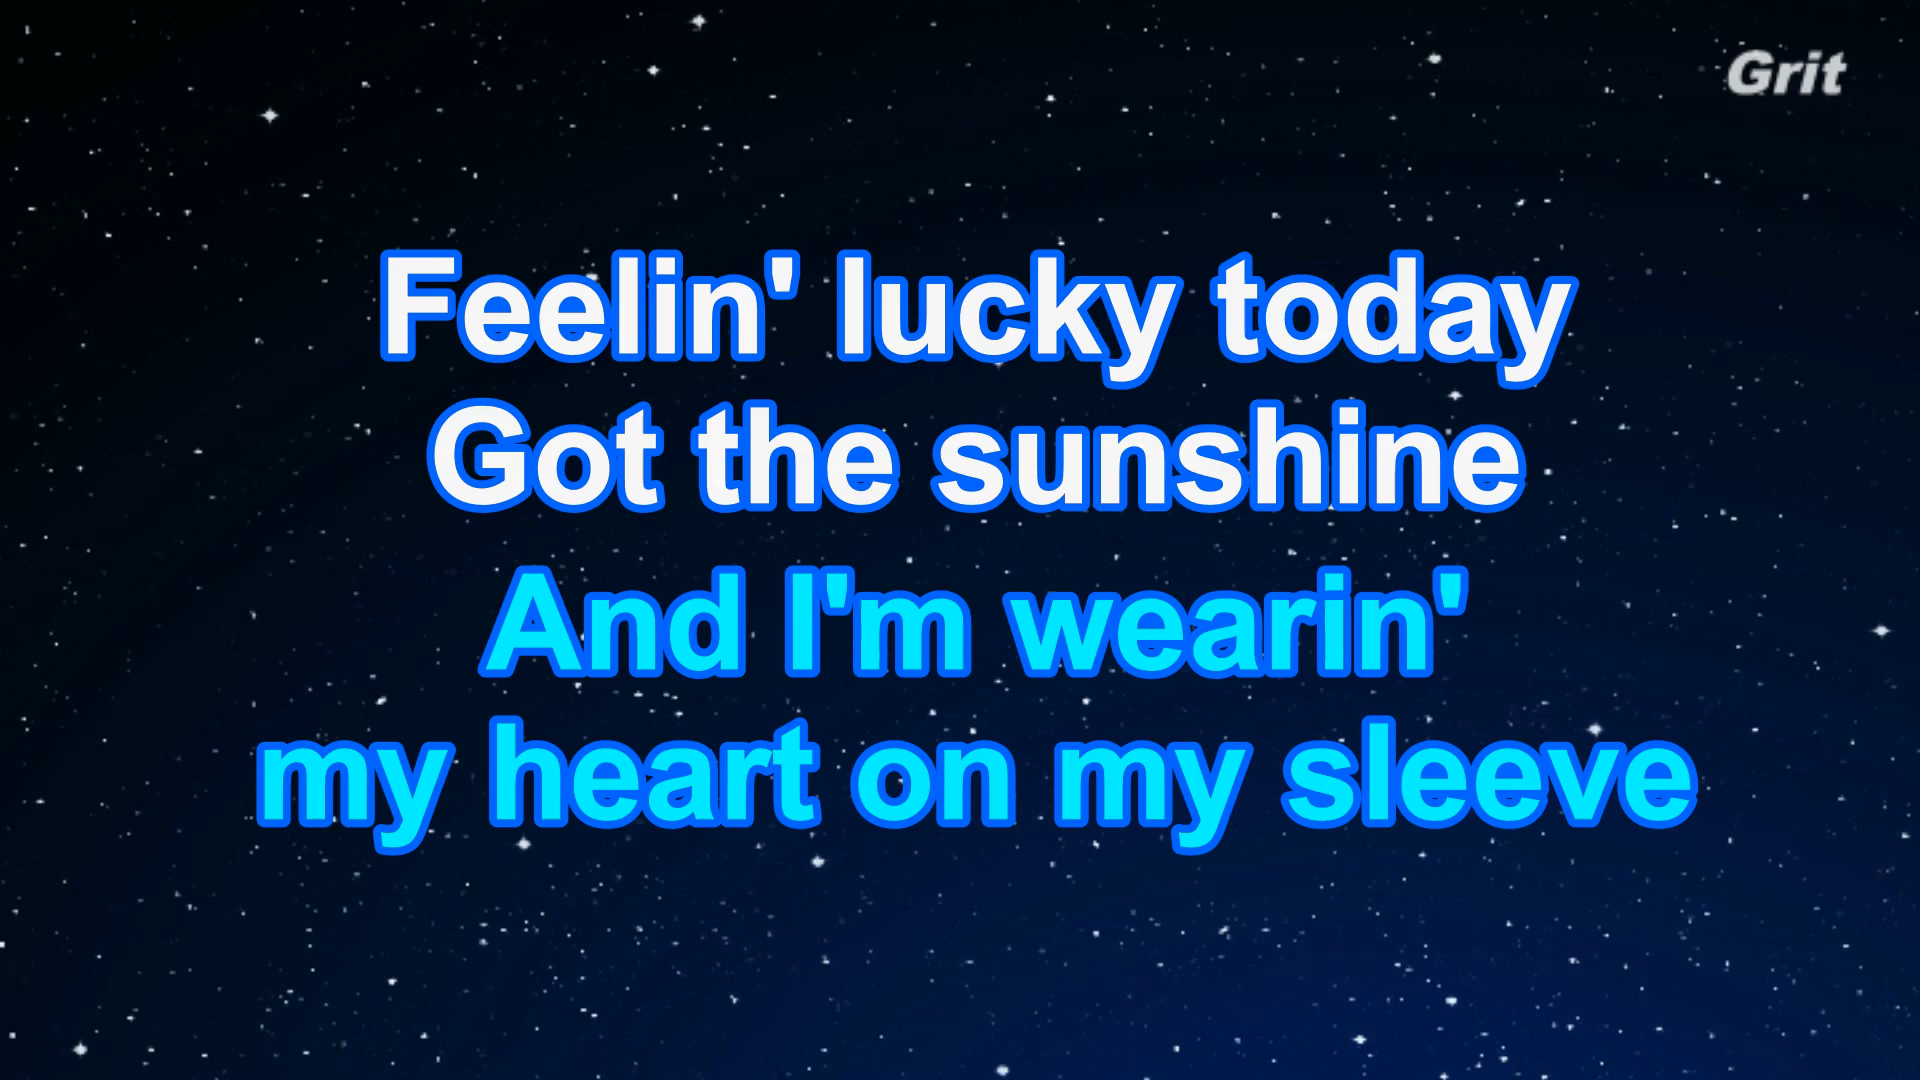 Grit
Feelin' lucky today
Got the sunshine
And I'm wearin'
my heart on my sleeve